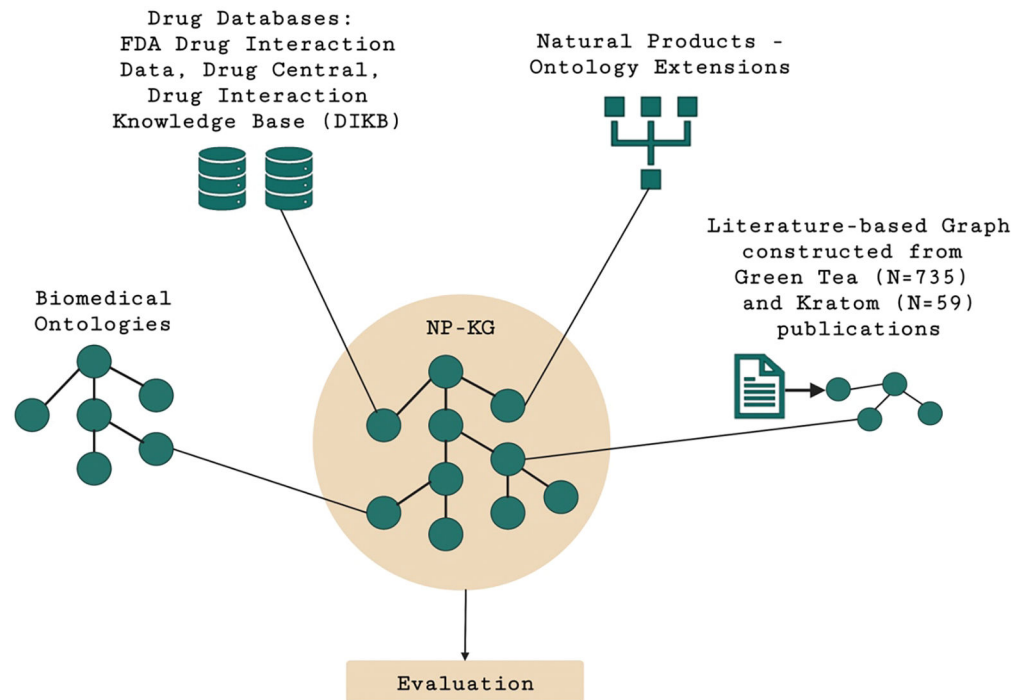 Drug Databases:
FDA Drug Interaction
Data, Drug Central,
Drug Interaction
Knowledge Base (DIKB)
Natural Products -
Ontology Extensions
Literature-based Graph
constructed from
Green Tea (N=735)
and Kratom (N=59)
publications
Biomedical
Ontologies
NP-KG
Evaluation